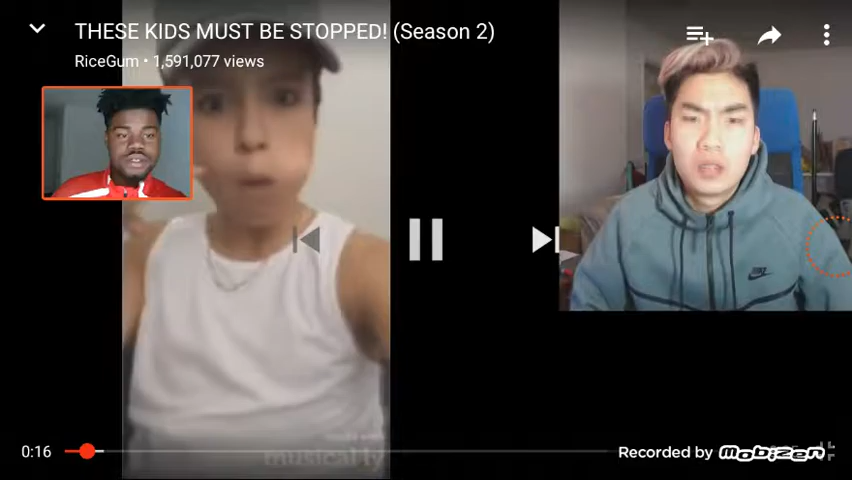 THESE KIDS MUST BE STOPPED! (Season 2)
RiceGum • 1,591,077 views
musical.ly
0:16
Recorded by mobizen